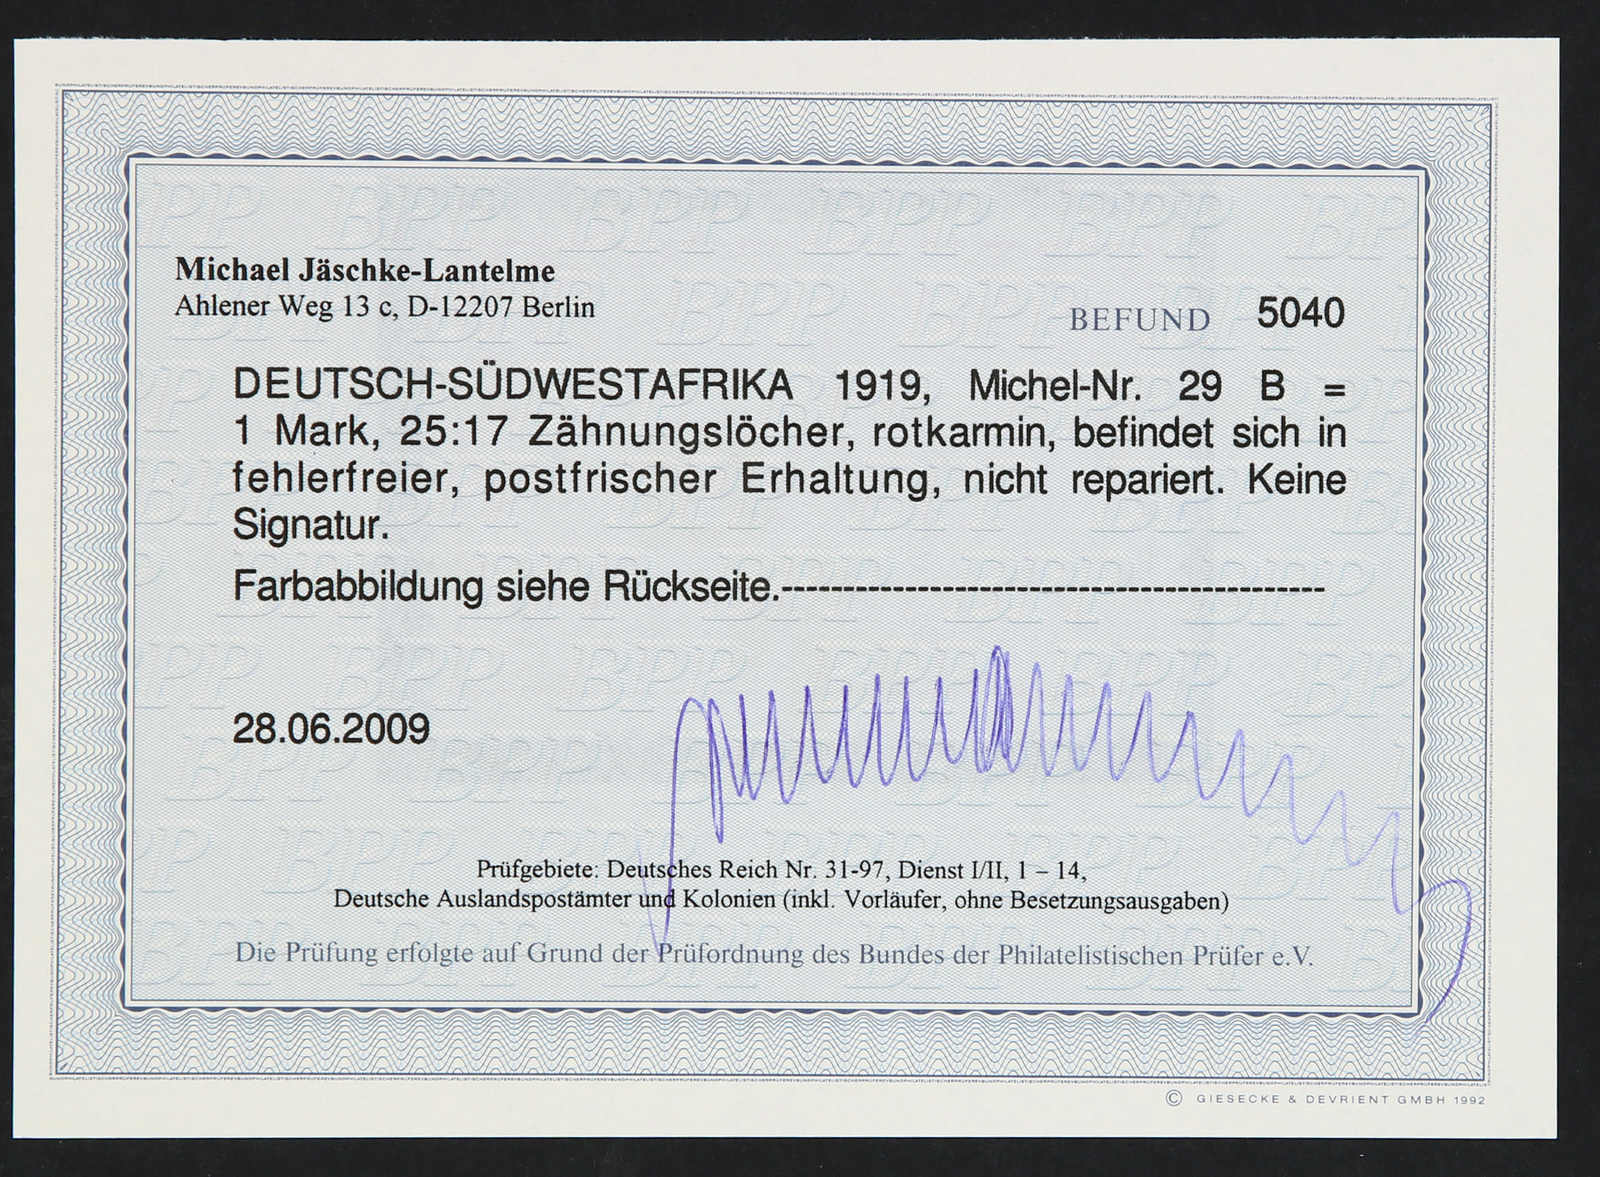 Michael Jäschke-Lantelme
Ahlener Weg 13 c, D-12207 Berlin
BEFUND 5040
DEUTSCH-SÜDWESTAFRIKA 1919, Michel-Nr. 29 B =
1 Mark, 25:17 Zähnungslöcher, rotkarmin, befindet sich in
fehlerfreier, postfrischer Erhaltung, nicht repariert. Keine
Signatur.
Farbabbildung siehe Rückseite.--------------------------------------------
28.06.2009
Prüfgebiete: Deutsches Reich Nr. 31-97, Dienst I/II, 1 – 14,
Deutsche Auslandspostämter und Kolonien (inkl. Vorläufer, ohne Besetzungsausgaben)
Die Prüfung erfolgte auf Grund der Prüfordnung des Bundes der Philatelistischen Prüfer e.V.
© GIESECKE & DEVRIENT GMBH 1992